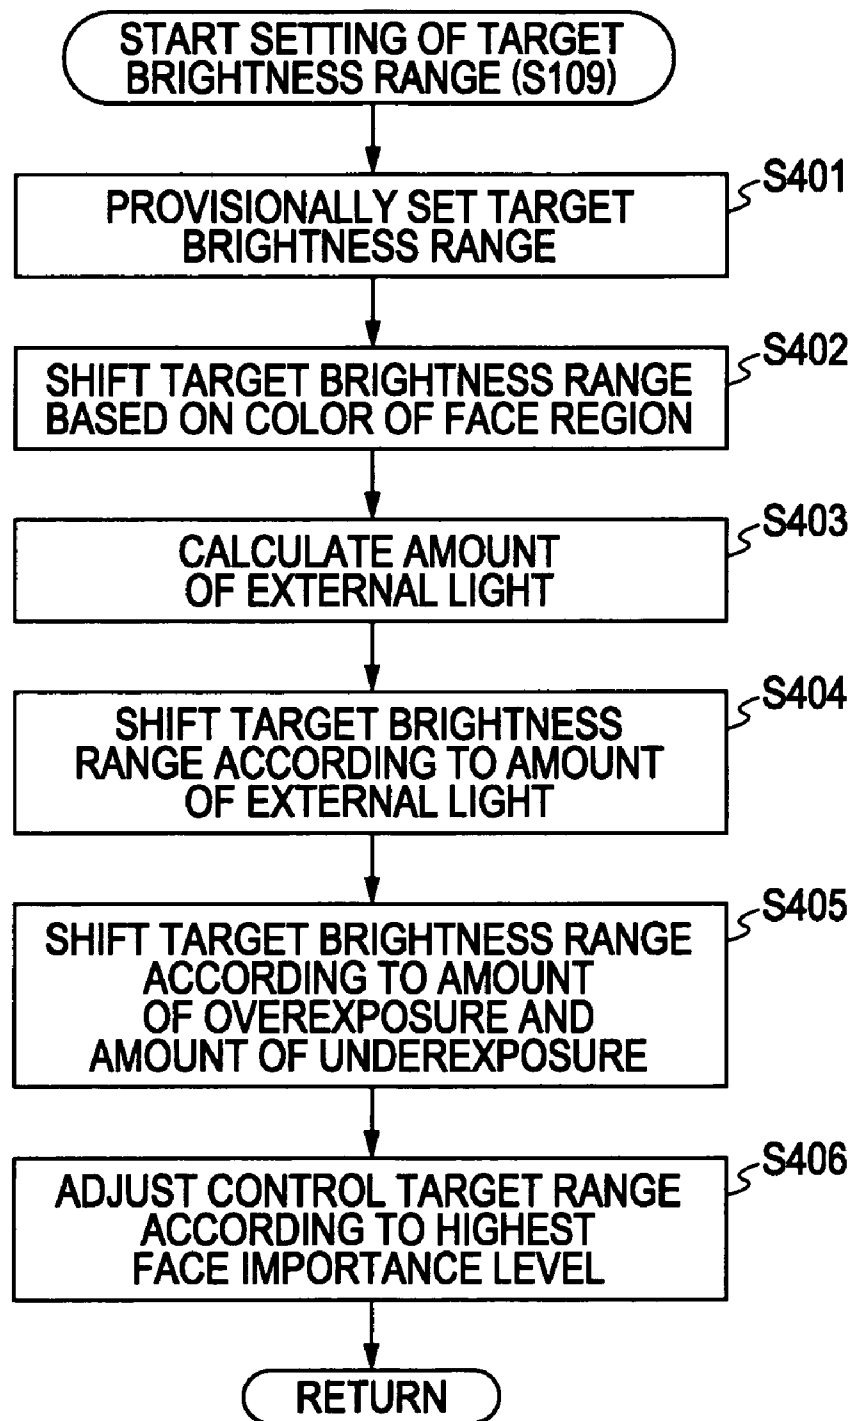 START SETTING OF TARGET
BRIGHTNESS RANGE (S109)
S401
PROVISIONALLY SET TARGET
BRIGHTNESS RANGE
S402
SHIFT TARGET BRIGHTNESS RANGE
BASED ON COLOR OF FACE REGION
S403
CALCULATE AMOUNT
OF EXTERNAL LIGHT
S404
SHIFT TARGET BRIGHTNESS
RANGE ACCORDING TO AMOUNT
OF EXTERNAL LIGHT
S405
SHIFT TARGET BRIGHTNESS RANGE
ACCORDING TO AMOUNT
OF OVEREXPOSURE AND
AMOUNT OF UNDEREXPOSURE
S406
ADJUST CONTROL TARGET RANGE
ACCORDING TO HIGHEST
FACE IMPORTANCE LEVEL
RETURN